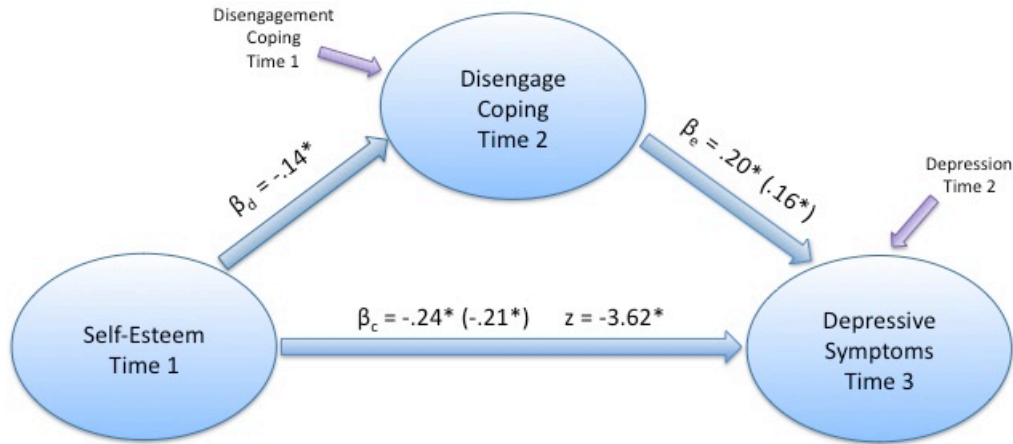 Disengagement
Coping
Time 1
Disengage
Coping
Time 2
βd = -.14*
βe = .20* (.16*)
Depression
Time 2
Self-Esteem
Time 1
βc = -.24* (-.21*) z = -3.62*
Depressive
Symptoms
Time 3